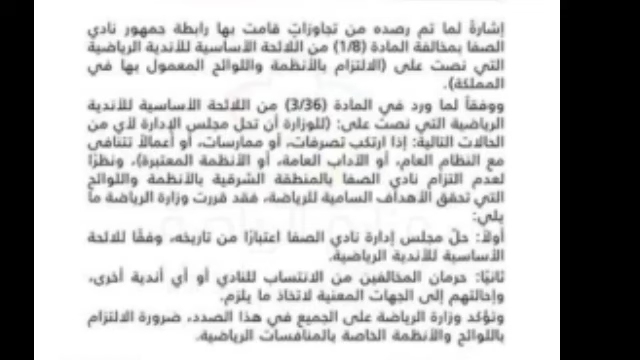 إشارةً لما تم رصده من تجاوزاتٍ قامت بها رابطة جمهور نادي
الصفا بمخالفة المادة (1/8) من اللائحة الأساسية للأندية الرياضية
التي نصت على (الالتزام بالأنظمة واللوائح المعمول بها في
المملكة).
ووفقاً لما ورد في المادة (3/36) من اللائحة الأساسية للأندية
الرياضية التي نصت على: (للوزارة أن تحل مجلس الإدارة لأي من
الحالات التالية: إذا ارتكب تصرفات، أو ممارسات، أو أعمالاً تتنافى
مع النظام العام، أو الآداب العامة، أو الأنظمة المعتبرة)، ونظرًا
لعدم التزام نادي الصفا بالمنطقة الشرقية بالأنظمة واللوائح
التي تحقق الأهداف السامية للرياضة، فقد قررت وزارة الرياضة ما
يلي:
أولاً: حلّ مجلس إدارة نادي الصفا اعتبارًا من تاريخه، وفقًا للائحة
الأساسية للأندية الرياضية.
ثانيًا: حرمان المخالفين من الانتساب للنادي أو أي أندية أخرى،
وإحالتهم إلى الجهات المعنية لاتخاذ ما يلزم.
وتؤكد وزارة الرياضة على الجميع في هذا الصدد، ضرورة الالتزام
باللوائح والأنظمة الخاصة بالمنافسات الرياضية.